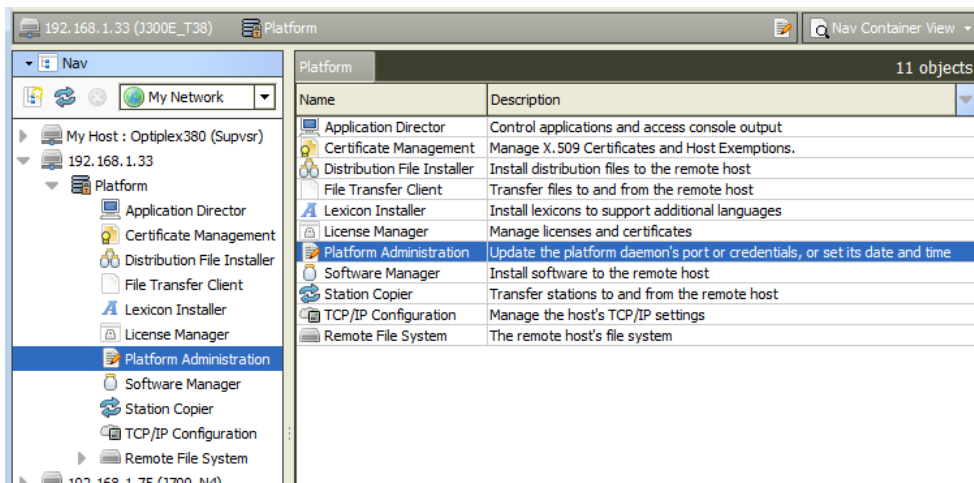 192.168.1.33 (J300E_T38) Platform Nav Container View
Nav
My Network
My Host : Optiplex380 (Supvsr)
192.168.1.33
Platform
Application Director
Certificate Management
Distribution File Installer
File Transfer Client
Lexicon Installer
License Manager
Platform Administration
Software Manager
Station Copier
TCP/IP Configuration
Remote File System
192.168.1.75 (J700_N4)
Platform 11 objects
Name Description
Application Director Control applications and access console output
Certificate Management Manage X.509 Certificates and Host Exemptions.
Distribution File Installer Install distribution files to the remote host
File Transfer Client Transfer files to and from the remote host
Lexicon Installer Install lexicons to support additional languages
License Manager Manage licenses and certificates
Platform Administration Update the platform daemon's port or credentials, or set its date and time
Software Manager Install software to the remote host
Station Copier Transfer stations to and from the remote host
TCP/IP Configuration Manage the host's TCP/IP settings
Remote File System The remote host's file system